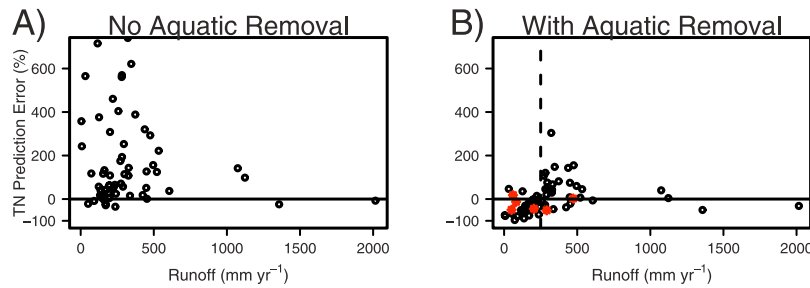 A) No Aquatic Removal
TN Prediction Error (%)
600
400
200
0
−100
0 500 1000 1500 2000
Runoff (mm yr−1)
B) With Aquatic Removal
600
400
200
0
−100
0 500 1000 1500 2000
Runoff (mm yr−1)